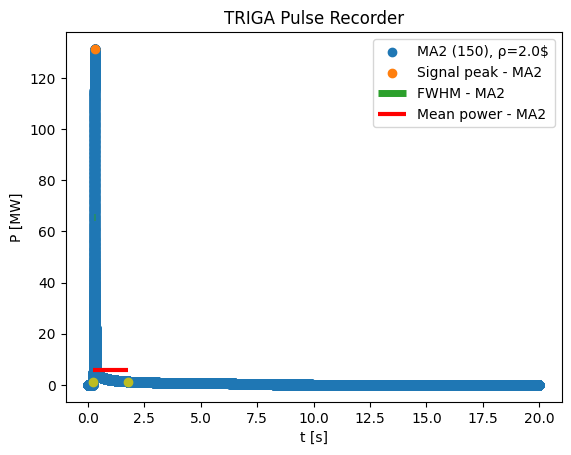 TRIGA Pulse Recorder
MA2 (150), ρ=2.0$
Signal peak - MA2
FWHM - MA2
Mean power - MA2
P [MW]
120
100
80
60
40
20
0
0.0 2.5 5.0 7.5 10.0 12.5 15.0 17.5 20.0
t [s]